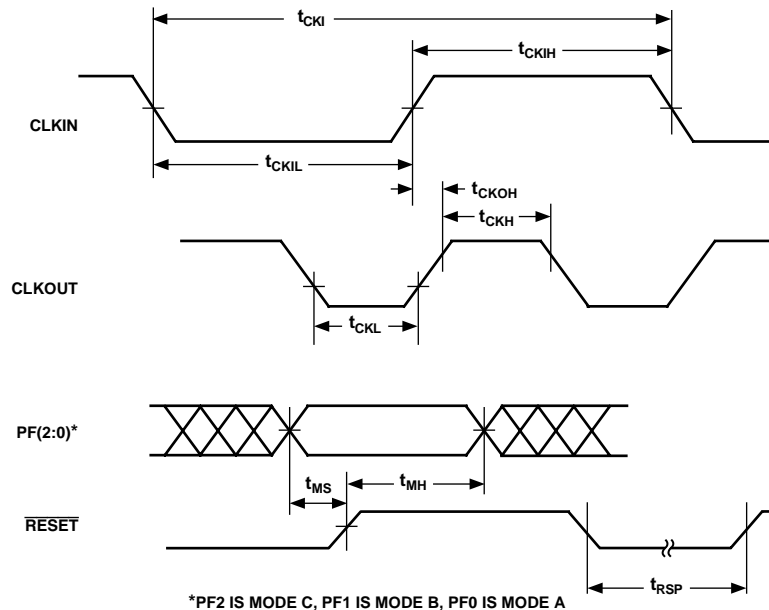 tCKI
tCKIH
CLKIN
tCKIL
tCKOH
tCKH
CLKOUT
tCKL
PF(2:0)*
tMS
tMH
RESET
tRSP
*PF2 IS MODE C, PF1 IS MODE B, PF0 IS MODE A